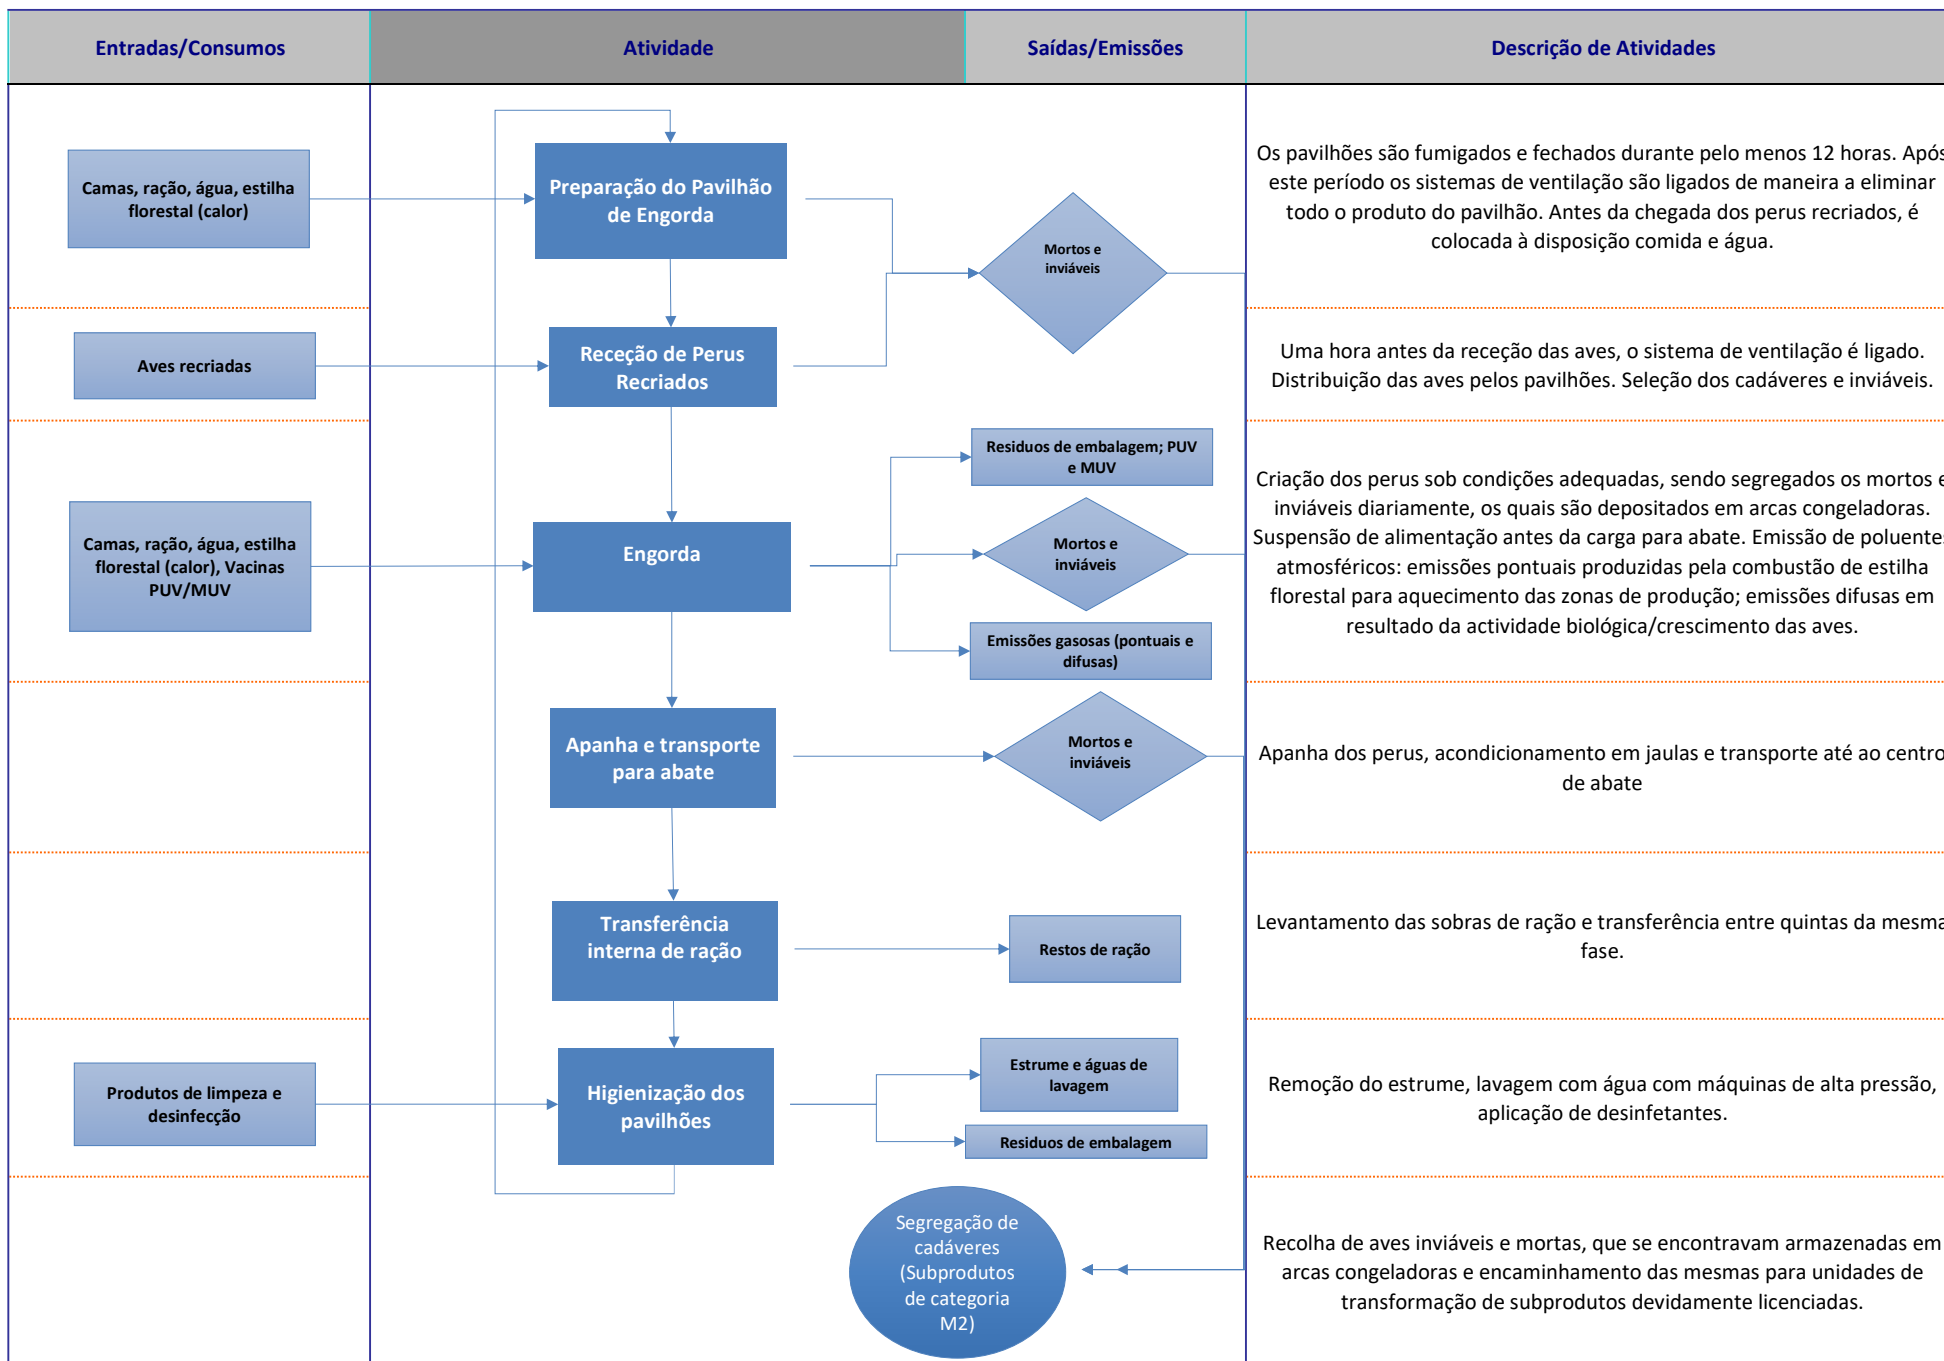 Entradas/Consumos
Atividade
Saídas/Emissões
Descrição de Atividades
Camas, ração, água, estilha
florestal (calor)
Preparação do Pavilhão
de Engorda
Mortos e
inviáveis
Os pavilhões são fumigados e fechados durante pelo menos 12 horas. Após
este período os sistemas de ventilação são ligados de maneira a eliminar
todo o produto do pavilhão. Antes da chegada dos perus recriados, é
colocada à disposição comida e água.
Aves recriadas
Receção de Perus
Recriados
Uma hora antes da receção das aves, o sistema de ventilação é ligado.
Distribuição das aves pelos pavilhões. Seleção dos cadáveres e inviáveis.
Camas, ração, água, estilha
florestal (calor), Vacinas
PUV/MUV
Engorda
Residuos de embalagem; PUV
e MUV
Mortos e
inviáveis
Emissões gasosas (pontuais e
difusas)
Criação dos perus sob condições adequadas, sendo segregados os mortos e
inviáveis diariamente, os quais são depositados em arcas congeladoras.
Suspensão de alimentação antes da carga para abate. Emissão de poluentes
atmosféricos: emissões pontuais produzidas pela combustão de estilha
florestal para aquecimento das zonas de produção; emissões difusas em
resultado da actividade biológica/crescimento das aves.
Apanha e transporte
para abate
Mortos e
inviáveis
Apanha dos perus, acondicionamento em jaulas e transporte até ao centro
de abate
Transferência
interna de ração
Restos de ração
Levantamento das sobras de ração e transferência entre quintas da mesma
fase.
Produtos de limpeza e
desinfecção
Higienização dos
pavilhões
Estrume e águas de
lavagem
Residuos de embalagem
Remoção do estrume, lavagem com água com máquinas de alta pressão,
aplicação de desinfetantes.
Segregação de
cadáveres
(Subprodutos
de categoria
M2)
Recolha de aves inviáveis e mortas, que se encontravam armazenadas em
arcas congeladoras e encaminhamento das mesmas para unidades de
transformação de subprodutos devidamente licenciadas.